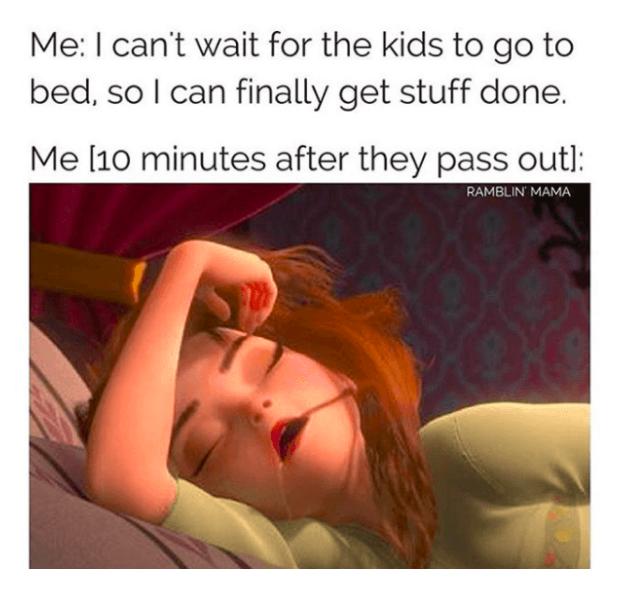 Me: I can't wait for the kids to go to
bed, so I can finally get stuff done.
Me [10 minutes after they pass out]:
RAMBLIN' MAMA